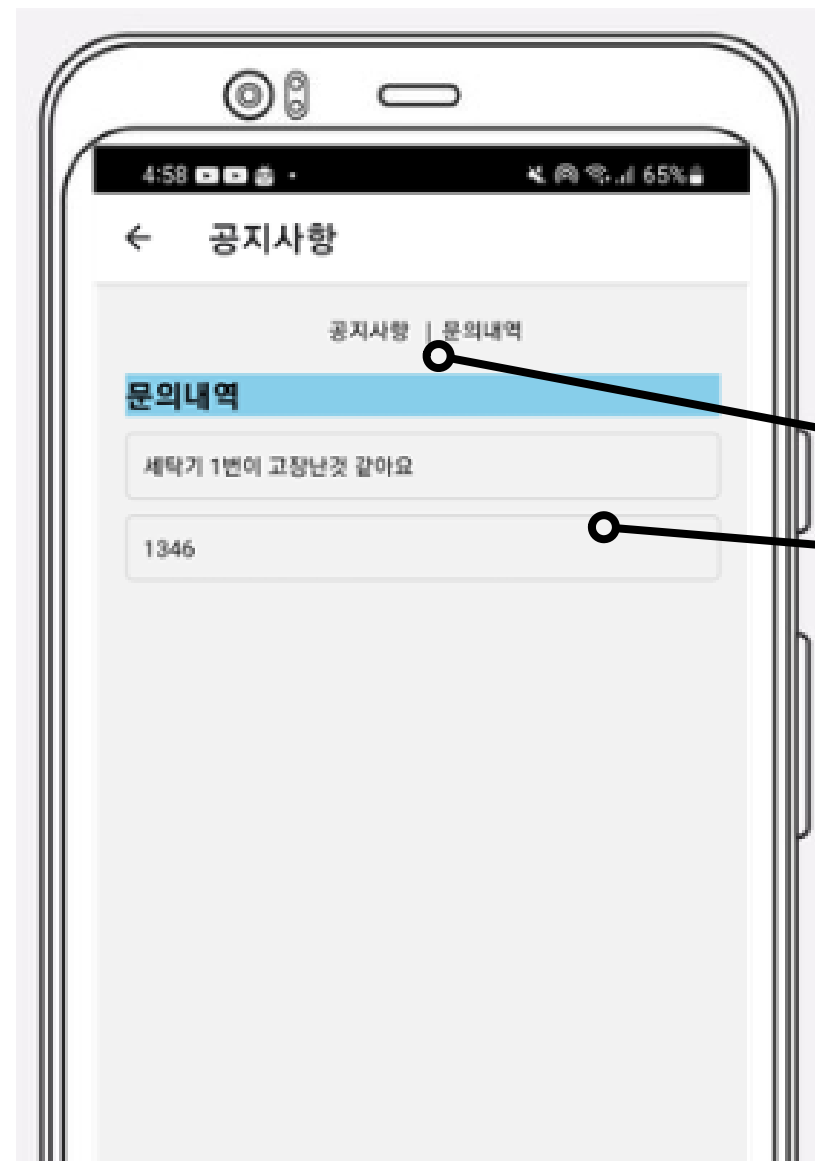 4:58 65%
공지사항
공지사항 | 문의내역
문의내역
세탁기 1번이 고장난것 같아요
1346